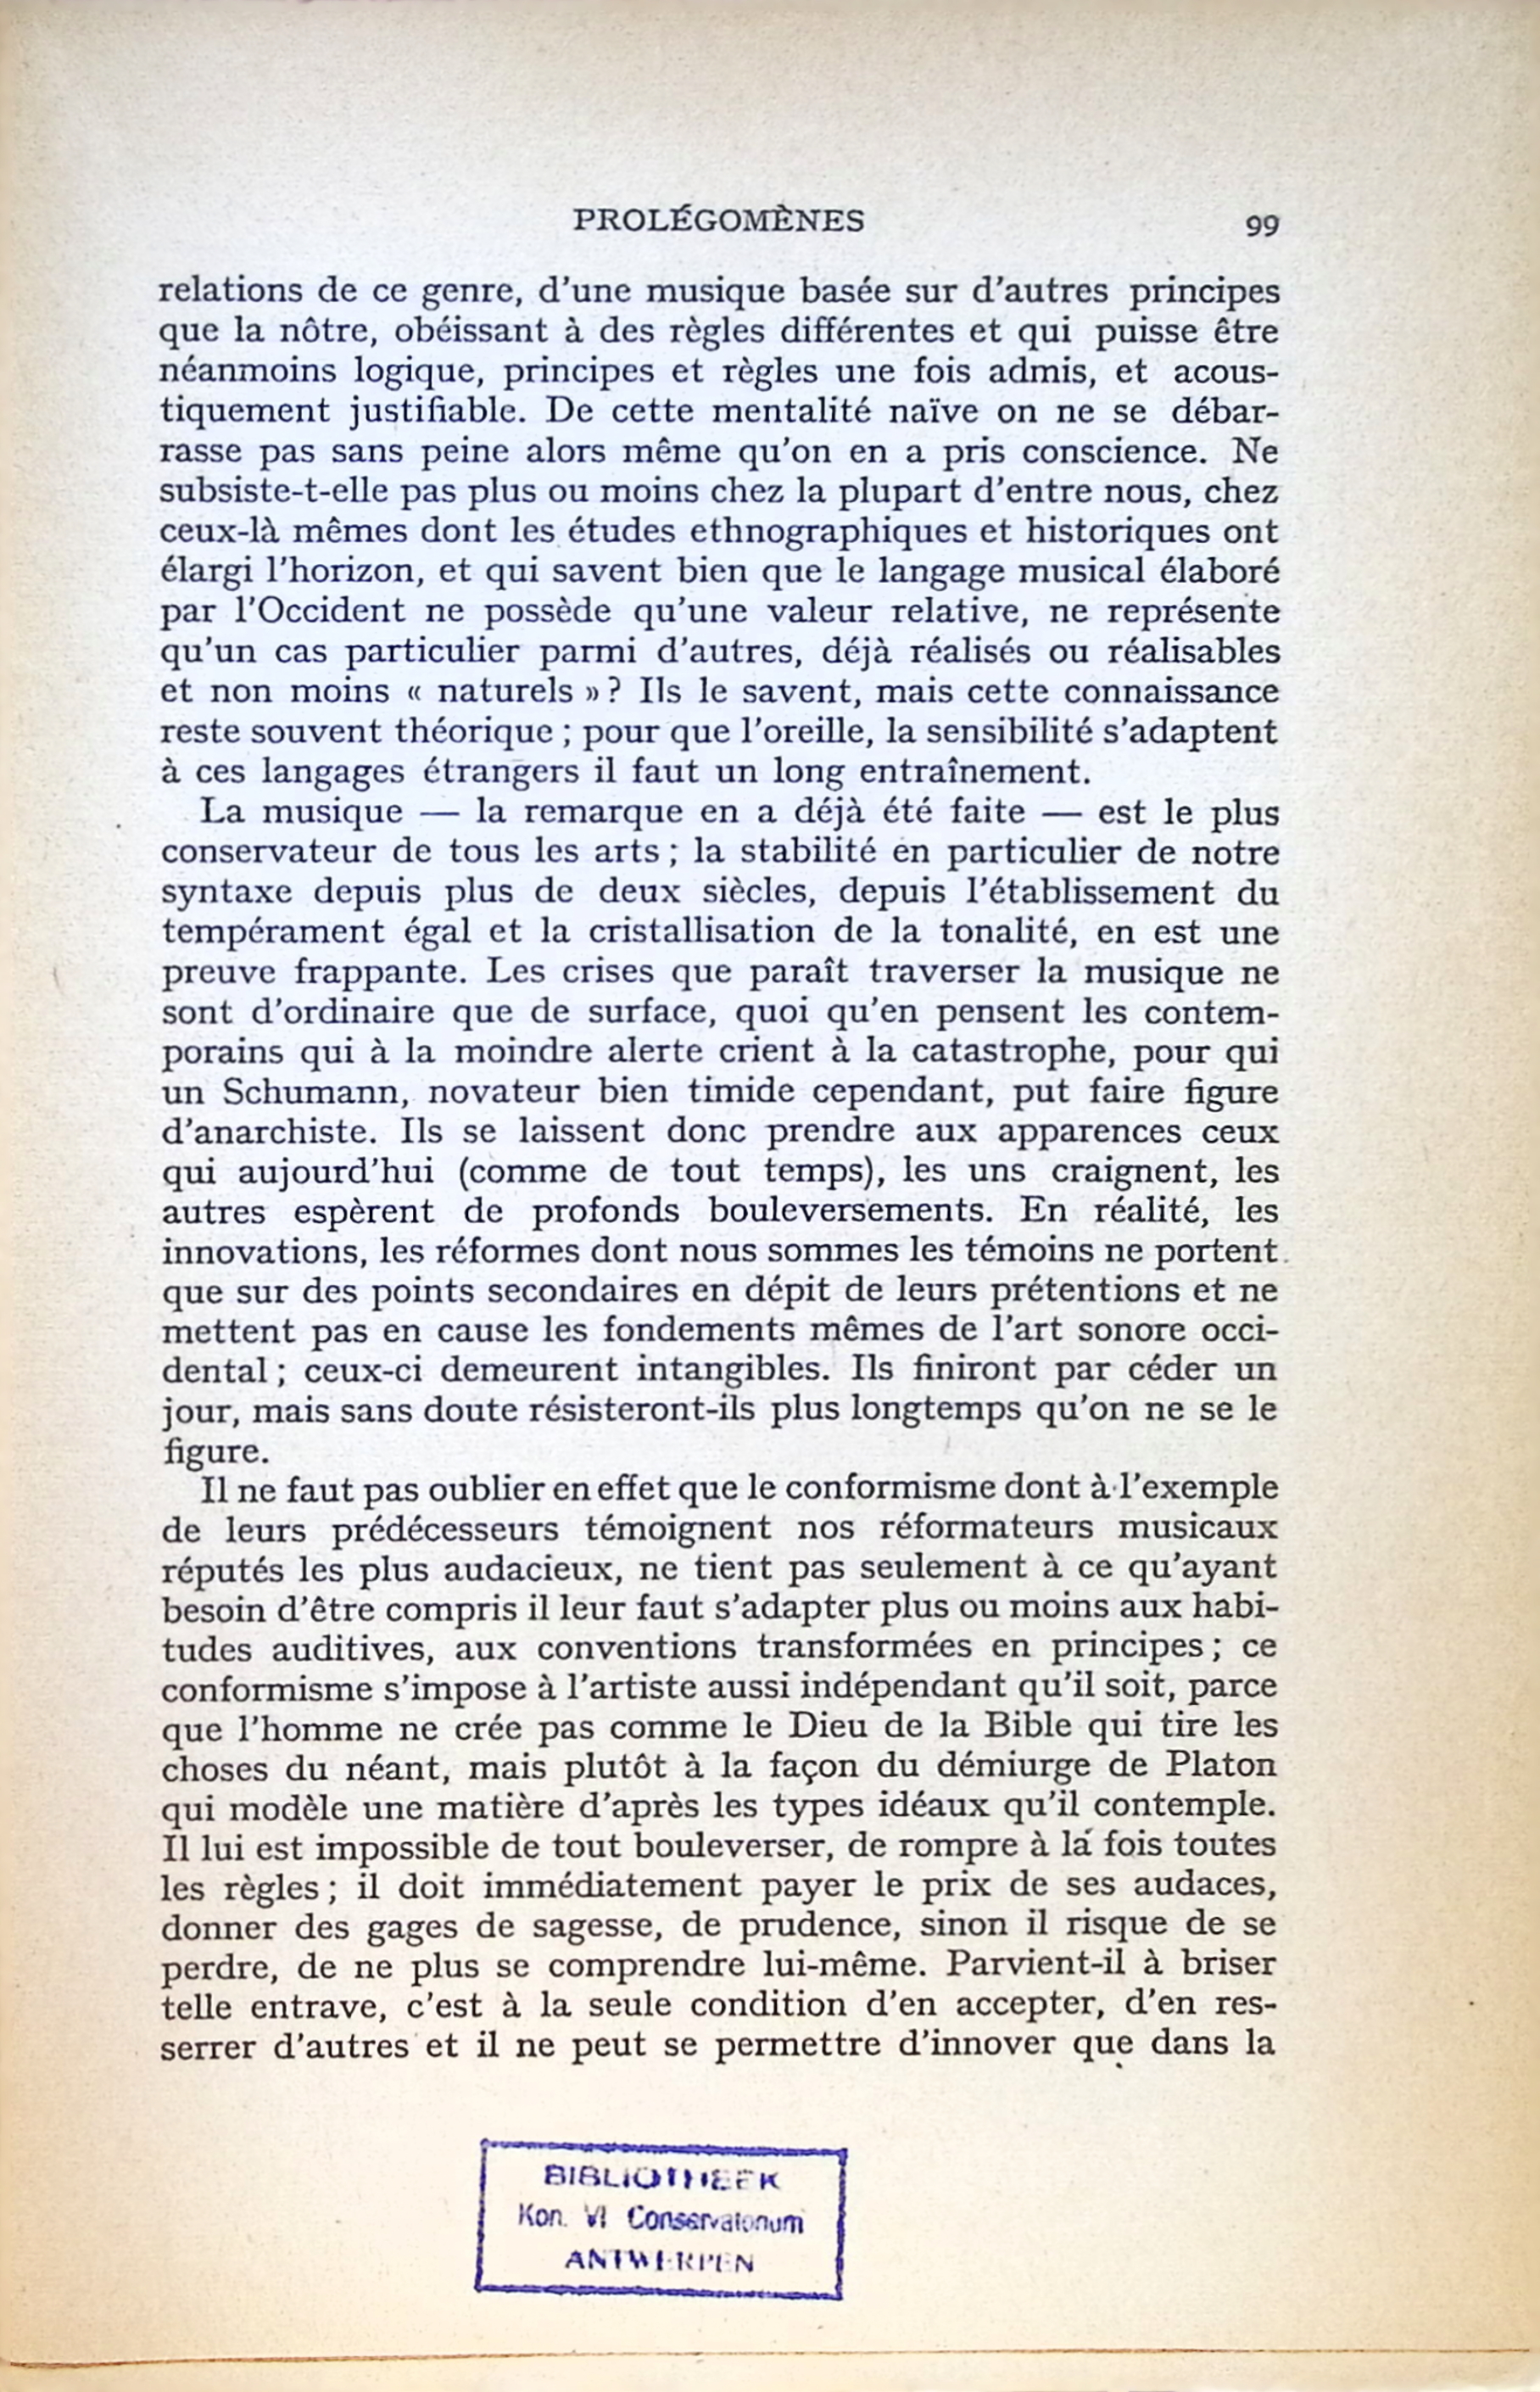 PROLÉGOMÈNES 99
relations de ce genre, d'une musique basée sur d'autres principes
que la nôtre, obéissant à des règles différentes et qui puisse être
néanmoins logique, principes et règles une fois admis, et acous-
tiquement justifiable. De cette mentalité naïve on ne se débar-
rasse pas sans peine alors même qu'on en a pris conscience. Ne
subsiste-t-elle pas plus ou moins chez la plupart d'entre nous, chez
ceux-là mêmes dont les études ethnographiques et historiques ont
élargi l'horizon, et qui savent bien que le langage musical élaboré
par l'Occident ne possède qu'une valeur relative, ne représente
qu'un cas particulier parmi d'autres, déjà réalisés ou réalisables
et non moins « naturels »? Ils le savent, mais cette connaissance
reste souvent théorique ; pour que l'oreille, la sensibilité s'adaptent
à ces langages étrangers il faut un long entraînement.
La musique — la remarque en a déjà été faite — est le plus
conservateur de tous les arts ; la stabilité en particulier de notre
syntaxe depuis plus de deux siècles, depuis l'établissement du
tempérament égal et la cristallisation de la tonalité, en est une
preuve frappante. Les crises que paraît traverser la musique ne
sont d'ordinaire que de surface, quoi qu'en pensent les contem-
porains qui à la moindre alerte crient à la catastrophe, pour qui
un Schumann, novateur bien timide cependant, put faire figure
d'anarchiste. Ils se laissent donc prendre aux apparences ceux
qui aujourd'hui (comme de tout temps), les uns craignent, les
autres espèrent de profonds bouleversements. En réalité, les
innovations, les réformes dont nous sommes les témoins ne portent
que sur des points secondaires en dépit de leurs prétentions et ne
mettent pas en cause les fondements mêmes de l'art sonore occi-
dental ; ceux-ci demeurent intangibles. Ils finiront par céder un
jour, mais sans doute résisteront-ils plus longtemps qu'on ne se le
figure.
Il ne faut pas oublier en effet que le conformisme dont à l'exemple
de leurs prédécesseurs témoignent nos réformateurs musicaux
réputés les plus audacieux, ne tient pas seulement à ce qu'ayant
besoin d'être compris il leur faut s'adapter plus ou moins aux habi-
tudes auditives, aux conventions transformées en principes ; ce
conformisme s'impose à l'artiste aussi indépendant qu'il soit, parce
que l'homme ne crée pas comme le Dieu de la Bible qui tire les
choses du néant, mais plutôt à la façon du démiurge de Platon
qui modèle une matière d'après les types idéaux qu'il contemple.
Il lui est impossible de tout bouleverser, de rompre à la fois toutes
les règles ; il doit immédiatement payer le prix de ses audaces,
donner des gages de sagesse, de prudence, sinon il risque de se
perdre, de ne plus se comprendre lui-même. Parvient-il à briser
telle entrave, c'est à la seule condition d'en accepter, d'en res-
serrer d'autres et il ne peut se permettre d'innover que dans la
BIBLIOTHEEK
Kon. Vl Conservatorium
ANTWERPEN